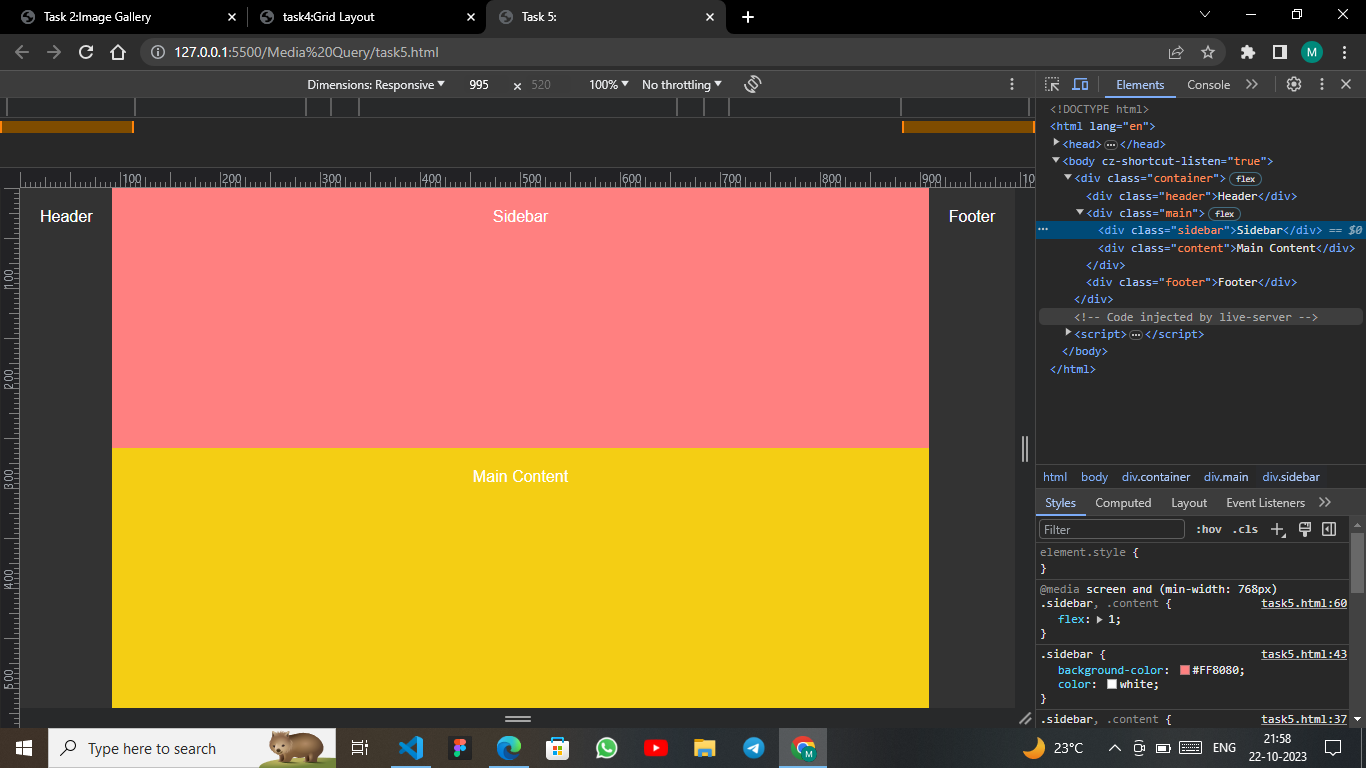 Task 2:Image Gallery
task4:Grid Layout
Task 5:
127.0.0.1:5500/Media%20Query/task5.html
M
Dimensions: Responsive 995 × 520 100% No throttling
Elements Console
100 200 300 400 500 600 700 800 900 10
100
200
300
400
500
Header
Sidebar
Footer
Main Content
<!DOCTYPE html>
<html lang="en">
<head>…</head>
<body cz-shortcut-listen="true">
<div class="container"> flex
<div class="header">Header</div>
<div class="main"> flex
<div class="sidebar">Sidebar</div> == $0
<div class="content">Main Content</div>
</div>
<div class="footer">Footer</div>
</div>
<!-- Code injected by live-server -->
<script>…</script>
</body>
</html>
html body div.container div.main div.sidebar
Styles Computed Layout Event Listeners
Filter :hov .cls
element.style {
}
@media screen and (min-width: 768px)
.sidebar, .content { task5.html:60
flex: 1;
}
.sidebar { task5.html:43
background-color: #FF8080;
color: white;
}
.sidebar, .content { task5.html:37
Type here to search
M
23°C
ENG
21:58
22-10-2023